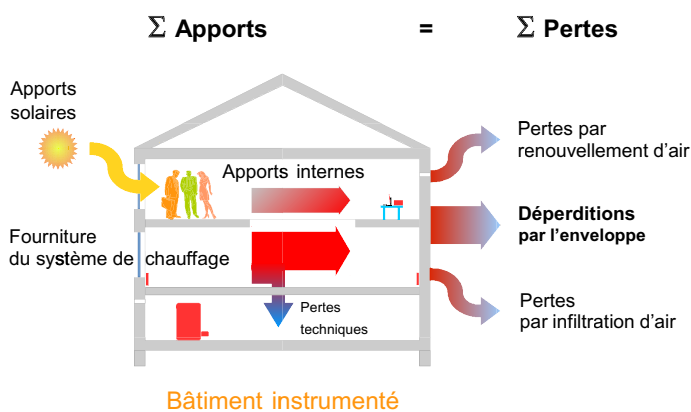 Σ Apports = Σ Pertes
Apports
solaires
Apports internes
Pertes par
renouvellement d'air
Déperditions
par l'enveloppe
Fourniture
du système de chauffage
Pertes
techniques
Pertes
par infiltration d'air
Bâtiment instrumenté